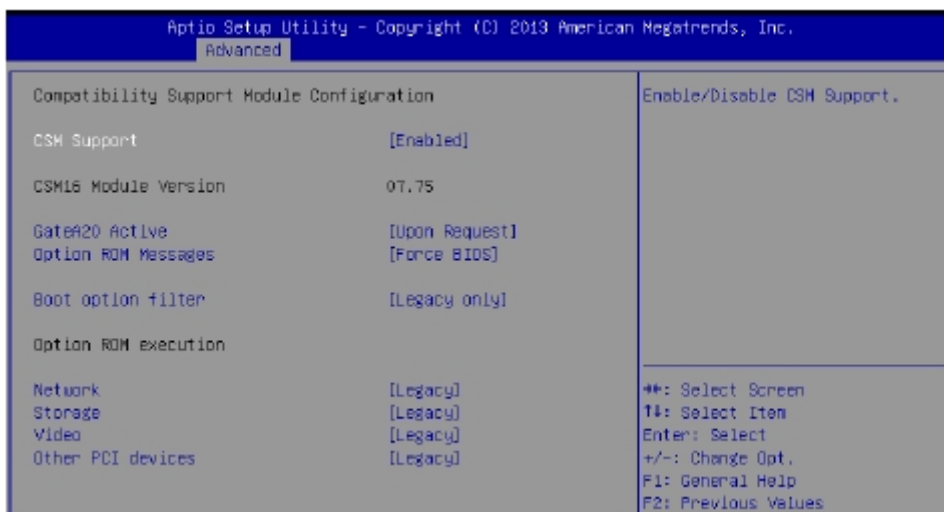 Aptio Setup Utility - Copyright (C) 2013 American Megatrends, Inc.
Advanced
Compatibility Support Module Configuration
CSM Support [Enabled]
CSM16 Module Version 07.75
GateA20 Active [Upon Request]
Option ROM Messages [Force BIOS]
Boot option filter [Legacy only]
Option ROM execution
Network [Legacy]
Storage [Legacy]
Video [Legacy]
Other PCI devices [Legacy]
Enable/Disable CSM Support.
→←: Select Screen
↑↓: Select Item
Enter: Select
+/-: Change Opt.
F1: General Help
F2: Previous Values